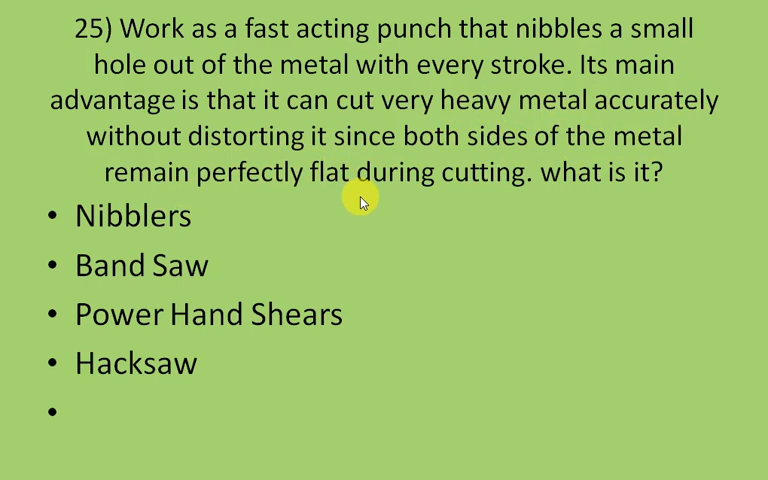 25) Work as a fast acting punch that nibbles a small
hole out of the metal with every stroke. Its main
advantage is that it can cut very heavy metal accurately
without distorting it since both sides of the metal
remain perfectly flat during cutting. what is it?
• Nibblers
• Band Saw
• Power Hand Shears
• Hacksaw
•